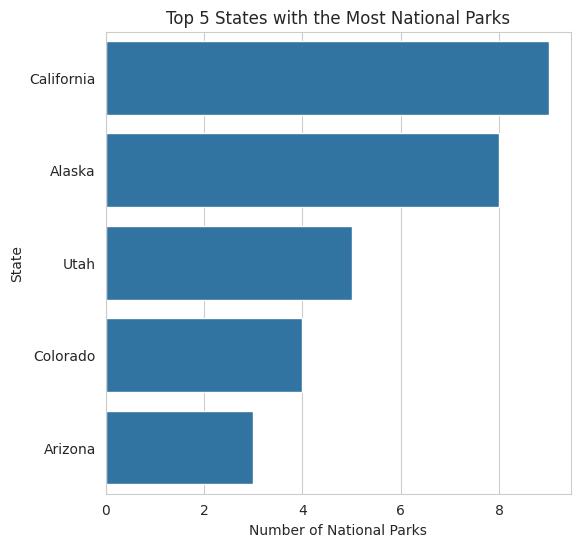 Top 5 States with the Most National Parks
California
Alaska
Utah
Colorado
Arizona
State
0 2 4 6 8
Number of National Parks